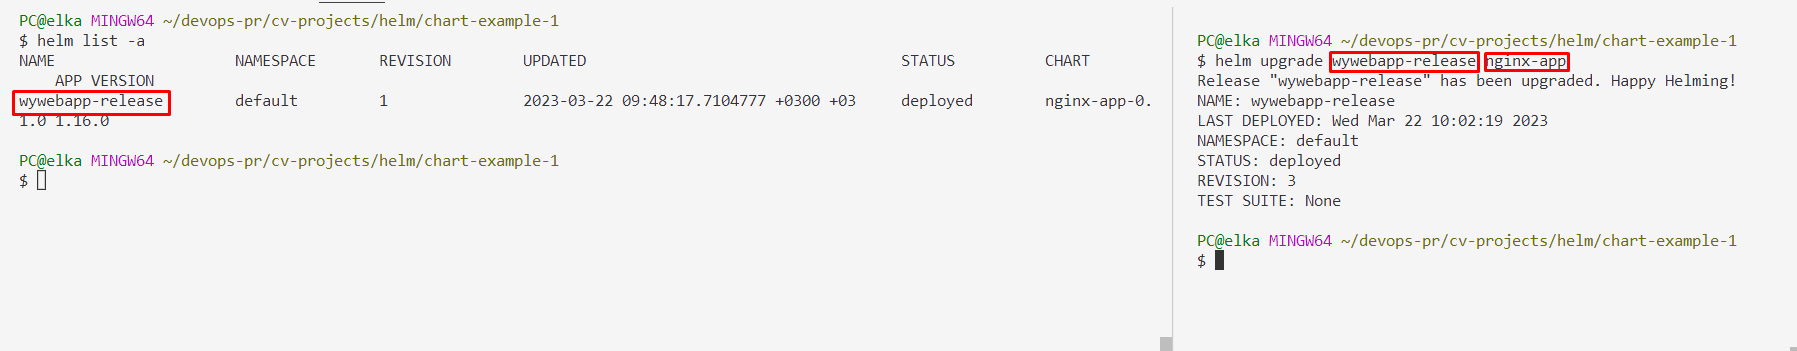 PC@elka MINGW64 ~/devops-pr/cv-projects/helm/chart-example-1
$ helm list -a
NAME NAMESPACE REVISION UPDATED STATUS CHART
APP VERSION
wywebapp-release default 1 2023-03-22 09:48:17.7104777 +0300 +03 deployed nginx-app-0.
1.0 1.16.0
PC@elka MINGW64 ~/devops-pr/cv-projects/helm/chart-example-1
$
PC@elka MINGW64 ~/devops-pr/cv-projects/helm/chart-example-1
$ helm upgrade wywebapp-release nginx-app
Release "wywebapp-release" has been upgraded. Happy Helming!
NAME: wywebapp-release
LAST DEPLOYED: Wed Mar 22 10:02:19 2023
NAMESPACE: default
STATUS: deployed
REVISION: 3
TEST SUITE: None
PC@elka MINGW64 ~/devops-pr/cv-projects/helm/chart-example-1
$